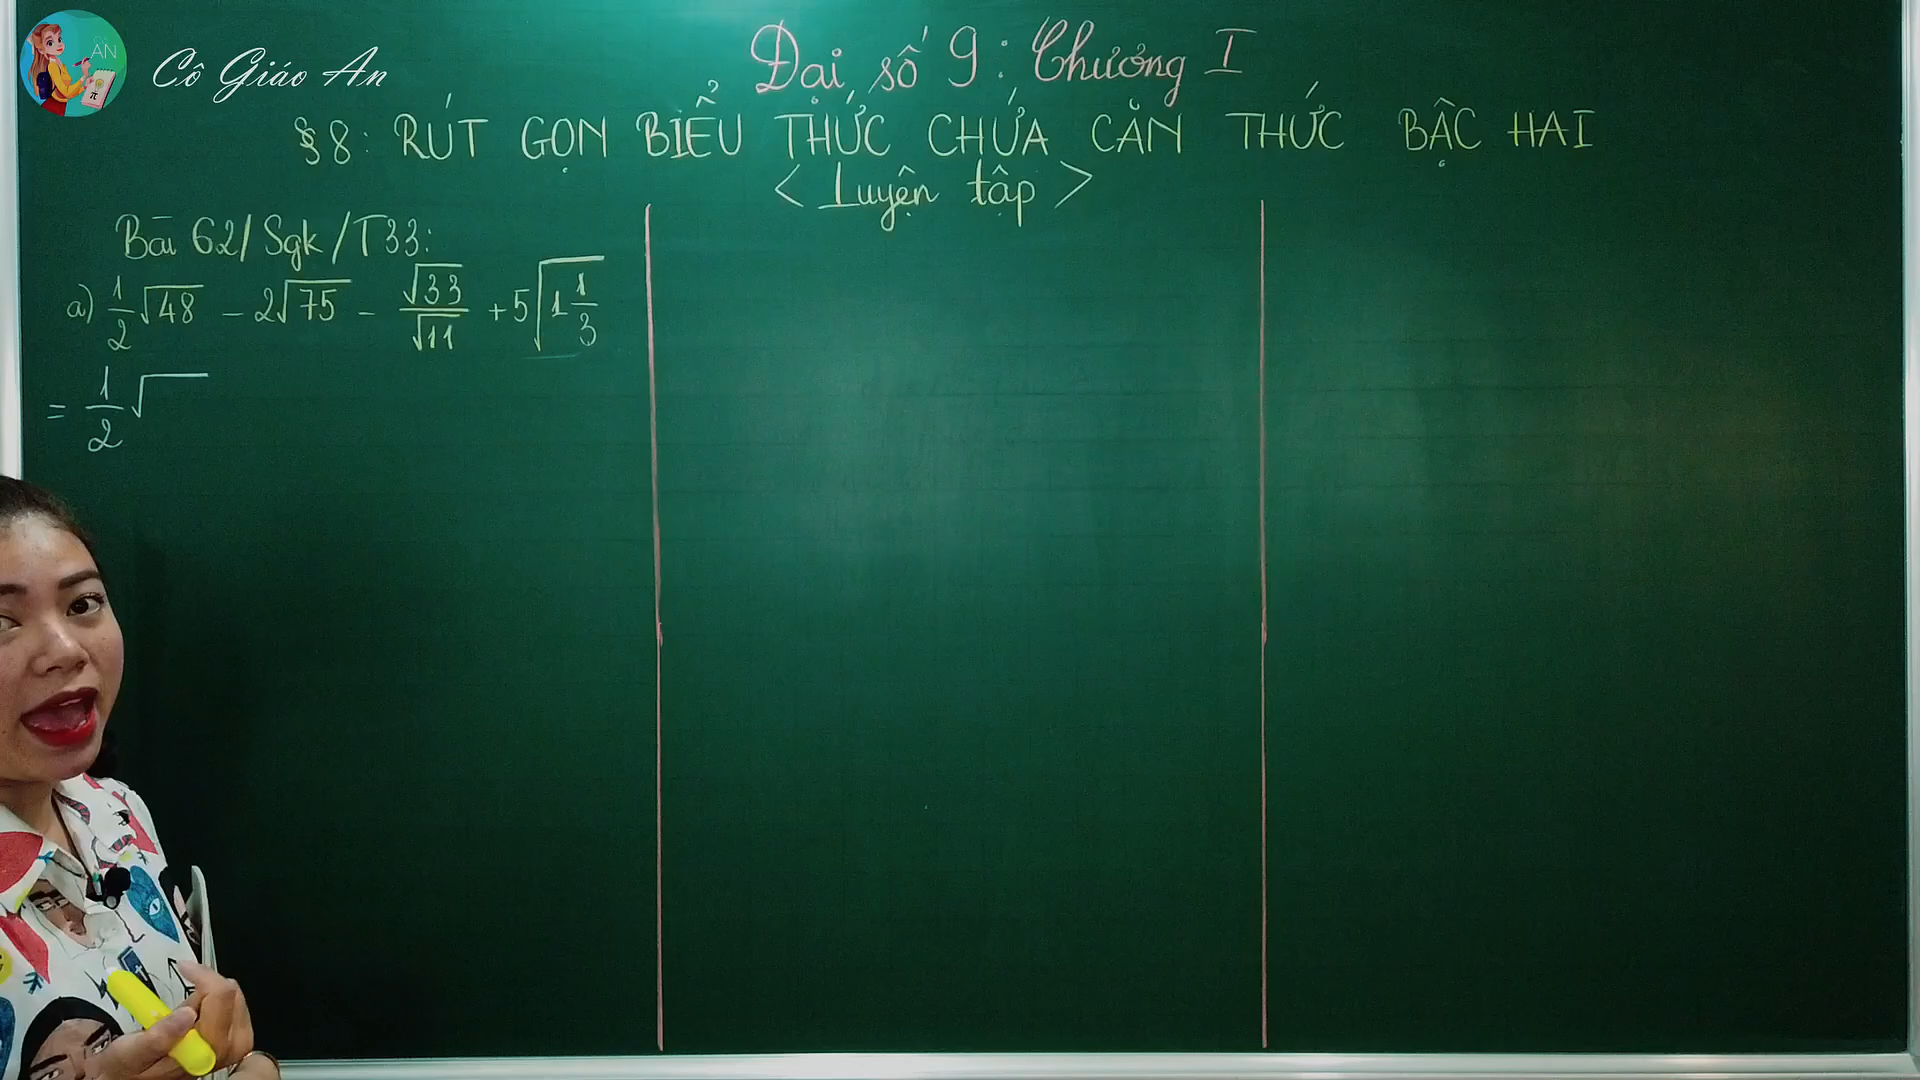 AN
Cô Giáo An
Đại số 9: Chương I
§8: RÚT GỌN BIỂU THỨC CHỨA CĂN THỨC BẬC HAI
< Luyện tập >
Bài 62/ Sgk /T33:
a) 1/2 √48 - 2√75 - √33/√11 + 5√1 1/3
= 1/2 √